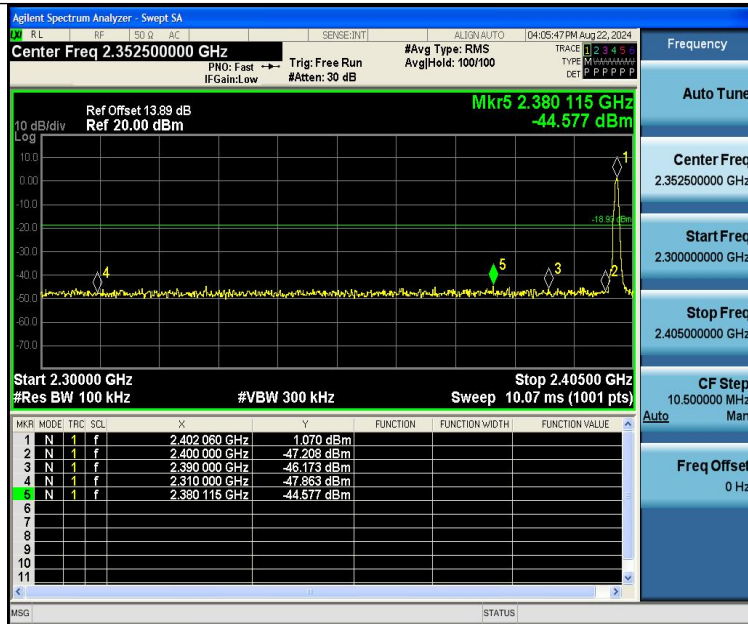 Agilent Spectrum Analyzer - Swept SA
LXI RL RF 50 Ω AC SENSE:INT ALIGN AUTO 04:05:47 PM Aug 22, 2024
Center Freq 2.352500000 GHz #Avg Type: RMS TRACE 1 2 3 4 5 6
PNO: Fast Trig: Free Run Avg|Hold: 100/100 TYPE M
IFGain:Low #Atten: 30 dB DET P P P P P P
Mkr5 2.380 115 GHz
Ref Offset 13.89 dB -44.577 dBm
10 dB/div Ref 20.00 dBm
Log
10.0
0.00
-10.0
-20.0
-30.0
-40.0
-50.0
-60.0
-70.0
1
-18.93 dBm
4
5
3
2
Start 2.30000 GHz Stop 2.40500 GHz
#Res BW 100 kHz #VBW 300 kHz Sweep 10.07 ms (1001 pts)
MKR MODE TRC SCL X Y FUNCTION FUNCTION WIDTH FUNCTION VALUE
1 N 1 f 2.402 060 GHz 1.070 dBm
2 N 1 f 2.400 000 GHz -47.208 dBm
3 N 1 f 2.390 000 GHz -46.173 dBm
4 N 1 f 2.310 000 GHz -47.863 dBm
5 N 1 f 2.380 115 GHz -44.577 dBm
6
7
8
9
10
11
MSG STATUS
Frequency
Auto Tune
Center Freq
2.352500000 GHz
Start Freq
2.300000000 GHz
Stop Freq
2.405000000 GHz
CF Step
10.500000 MHz
Auto Man
Freq Offset
0 Hz